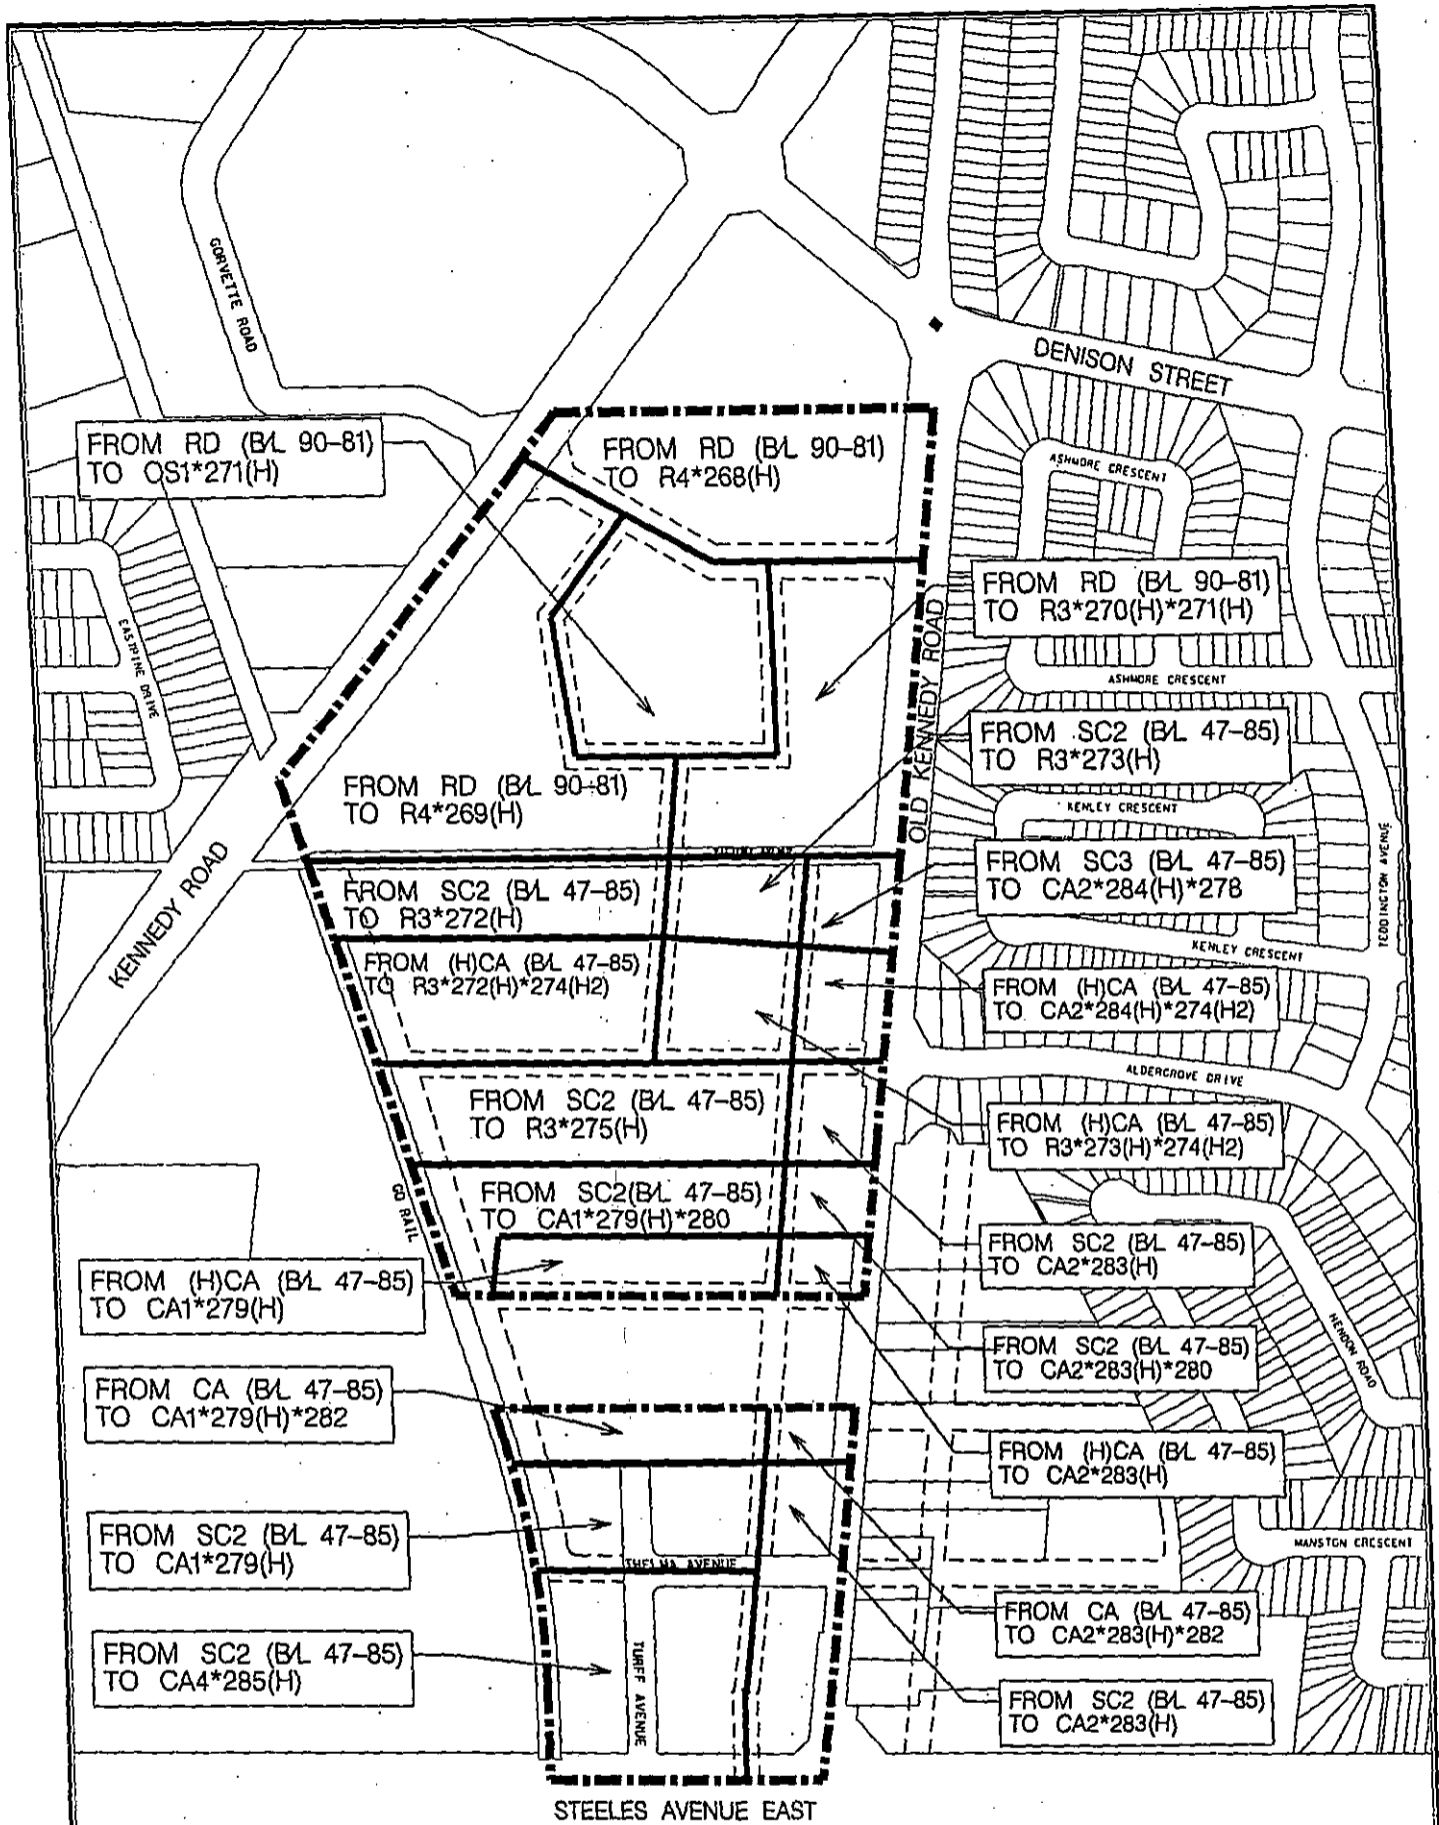 GORVETTE ROAD
DENISON STREET
FROM RD (B/L 90-81)
TO OS1*271(H)
FROM RD (B/L 90-81)
TO R4*268(H)
ASHMORE CRESCENT
FROM RD (B/L 90-81)
TO R3*270(H)*271(H)
EASTPINE DRIVE
ASHMORE CRESCENT
OLD KENNEDY ROAD
FROM SC2 (B/L 47-85)
TO R3*273(H)
FROM RD (B/L 90-81)
TO R4*269(H)
KENLEY CRESCENT
TEDDINGTON AVENUE
KENNEDY ROAD
FROM SC2 (B/L 47-85)
TO R3*272(H)
FROM SC3 (B/L 47-85)
TO CA2*284(H)*278
KENLEY CRESCENT
FROM (H)CA (B/L 47-85)
TO R3*272(H)*274(H2)
FROM (H)CA (B/L 47-85)
TO CA2*284(H)*274(H2)
ALDERGROVE DRIVE
FROM SC2 (B/L 47-85)
TO R3*275(H)
FROM (H)CA (B/L 47-85)
TO R3*273(H)*274(H2)
GO RAIL
FROM SC2(B/L 47-85)
TO CA1*279(H)*280
FROM SC2 (B/L 47-85)
TO CA2*283(H)
FROM (H)CA (B/L 47-85)
TO CA1*279(H)
FROM SC2 (B/L 47-85)
TO CA2*283(H)*280
HENDON ROAD
FROM CA (B/L 47-85)
TO CA1*279(H)*282
FROM (H)CA (B/L 47-85)
TO CA2*283(H)
FROM SC2 (B/L 47-85)
TO CA1*279(H)
THELMA AVENUE
MANSTON CRESCENT
FROM CA (B/L 47-85)
TO CA2*283(H)*282
FROM SC2 (B/L 47-85)
TO CA4*285(H)
TURFF AVENUE
FROM SC2 (B/L 47-85)
TO CA2*283(H)
STEELES AVENUE EAST